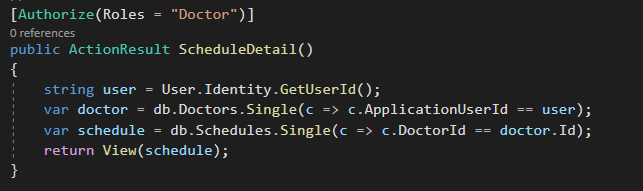 [Authorize(Roles = "Doctor")]
0 references
public ActionResult ScheduleDetail()
{
    string user = User.Identity.GetUserId();
    var doctor = db.Doctors.Single(c => c.ApplicationUserId == user);
    var schedule = db.Schedules.Single(c => c.DoctorId == doctor.Id);
    return View(schedule);
}